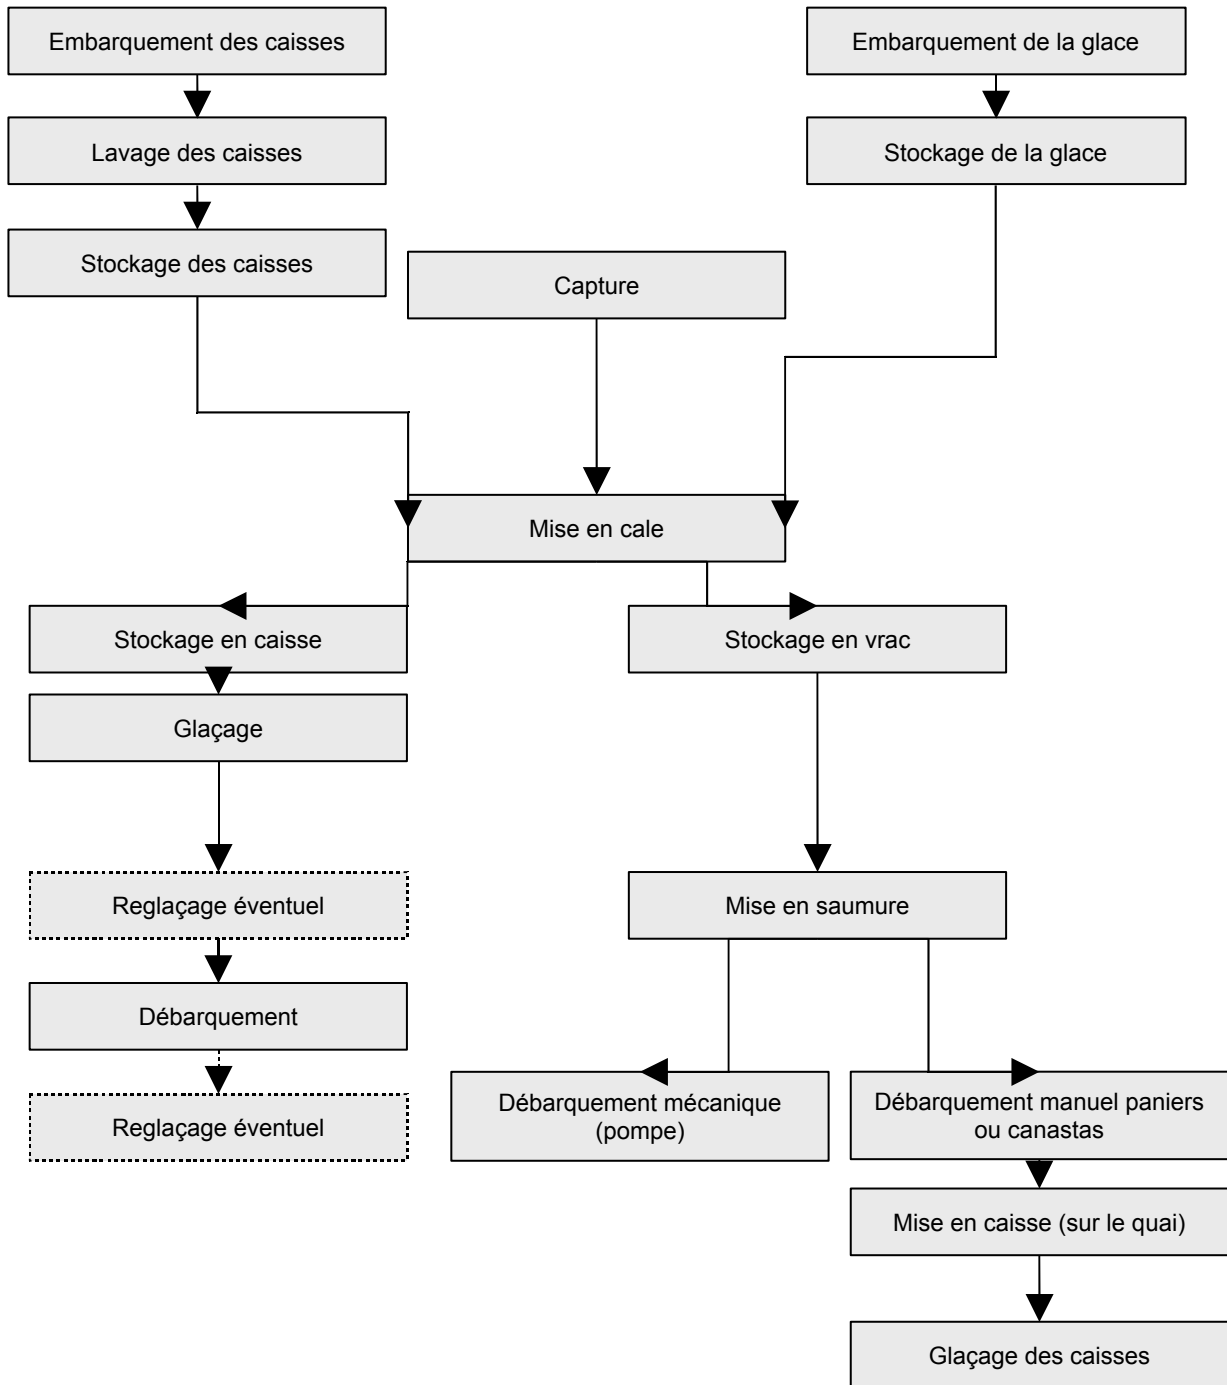 Embarquement des caisses
Embarquement de la glace
Lavage des caisses
Stockage de la glace
Stockage des caisses
Capture
Mise en cale
Stockage en caisse
Stockage en vrac
Glaçage
Reglaçage éventuel
Mise en saumure
Débarquement
Reglaçage éventuel
Débarquement mécanique
(pompe)
Débarquement manuel paniers
ou canastas
Mise en caisse (sur le quai)
Glaçage des caisses